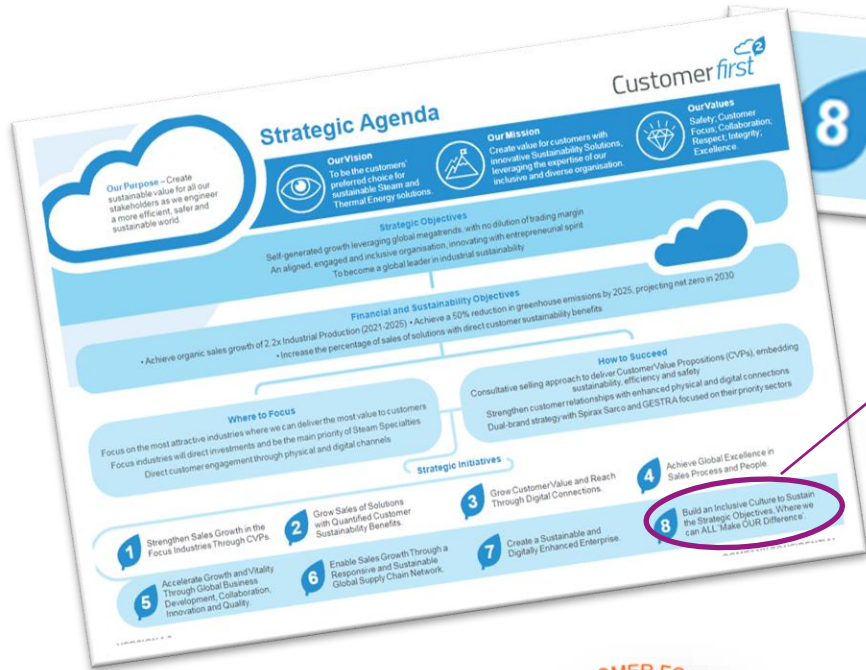 Customer first 2
Strategic Agenda
8
Our Purpose – Create
sustainable value for all our
stakeholders as we engineer
a more efficient, safer and
sustainable world.
Our Vision
To be the customers'
preferred choice for
sustainable Steam and
Thermal Energy solutions.
Our Mission
Create value for customers with
innovative Sustainability Solutions,
leveraging the expertise of our
inclusive and diverse organisation.
Our Values
Safety; Customer
Focus; Collaboration;
Respect; Integrity;
Excellence.
Strategic Objectives
Self-generated growth leveraging global megatrends, with no dilution of trading margin
An aligned, engaged and inclusive organisation, innovating with entrepreneurial spirit
To become a global leader in industrial sustainability
Financial and Sustainability Objectives
• Achieve organic sales growth of 2.2x Industrial Production (2021-2025) • Achieve a 50% reduction in greenhouse emissions by 2025, projecting net zero in 2030
• Increase the percentage of sales of solutions with direct customer sustainability benefits
Where to Focus
Focus on the most attractive industries where we can deliver the most value to customers
Focus industries will direct investments and be the main priority of Steam Specialties
Direct customer engagement through physical and digital channels
How to Succeed
Consultative selling approach to deliver Customer Value Propositions (CVPs), embedding
sustainability, efficiency and safety
Strengthen customer relationships with enhanced physical and digital connections
Dual-brand strategy with Spirax Sarco and GESTRA focused on their priority sectors
Strategic Initiatives
1
Strengthen Sales Growth in the
Focus Industries Through CVPs.
2
Grow Sales of Solutions
with Quantified Customer
Sustainability Benefits.
3
Grow Customer Value and Reach
Through Digital Connections.
4
Achieve Global Excellence in
Sales Process and People.
5
Accelerate Growth and Vitality
Through Global Business
Development, Collaboration,
Innovation and Quality.
6
Enable Sales Growth Through a
Responsive and Sustainable
Global Supply Chain Network.
7
Create a Sustainable and
Digitally Enhanced Enterprise.
8
Build an Inclusive Culture to Sustain
the Strategic Objectives, Where we
can ALL 'Make OUR Difference'.